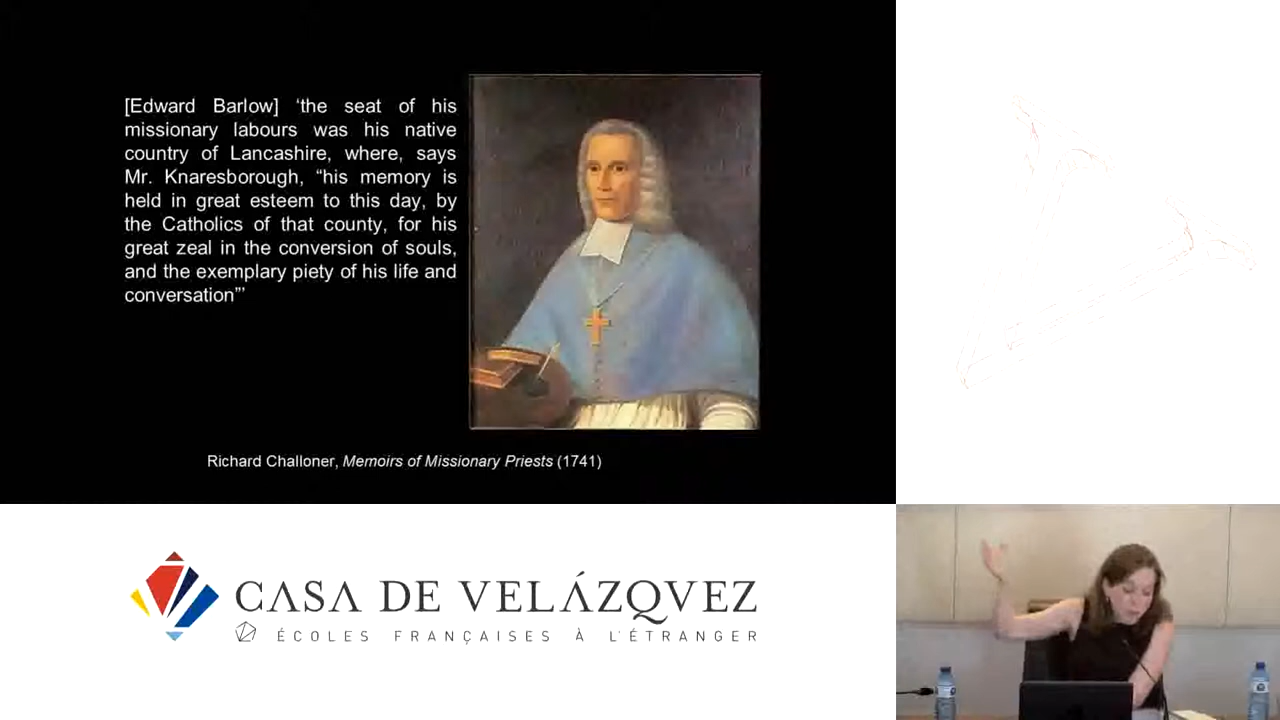 [Edward Barlow] ‘the seat of his
missionary labours was his native
country of Lancashire, where, says
Mr. Knaresborough, “his memory is
held in great esteem to this day, by
the Catholics of that county, for his
great zeal in the conversion of souls,
and the exemplary piety of his life and
conversation”’
Richard Challoner, Memoirs of Missionary Priests (1741)
CASA DE VELÁZQVEZ
ÉCOLES FRANÇAISES À L'ÉTRANGER